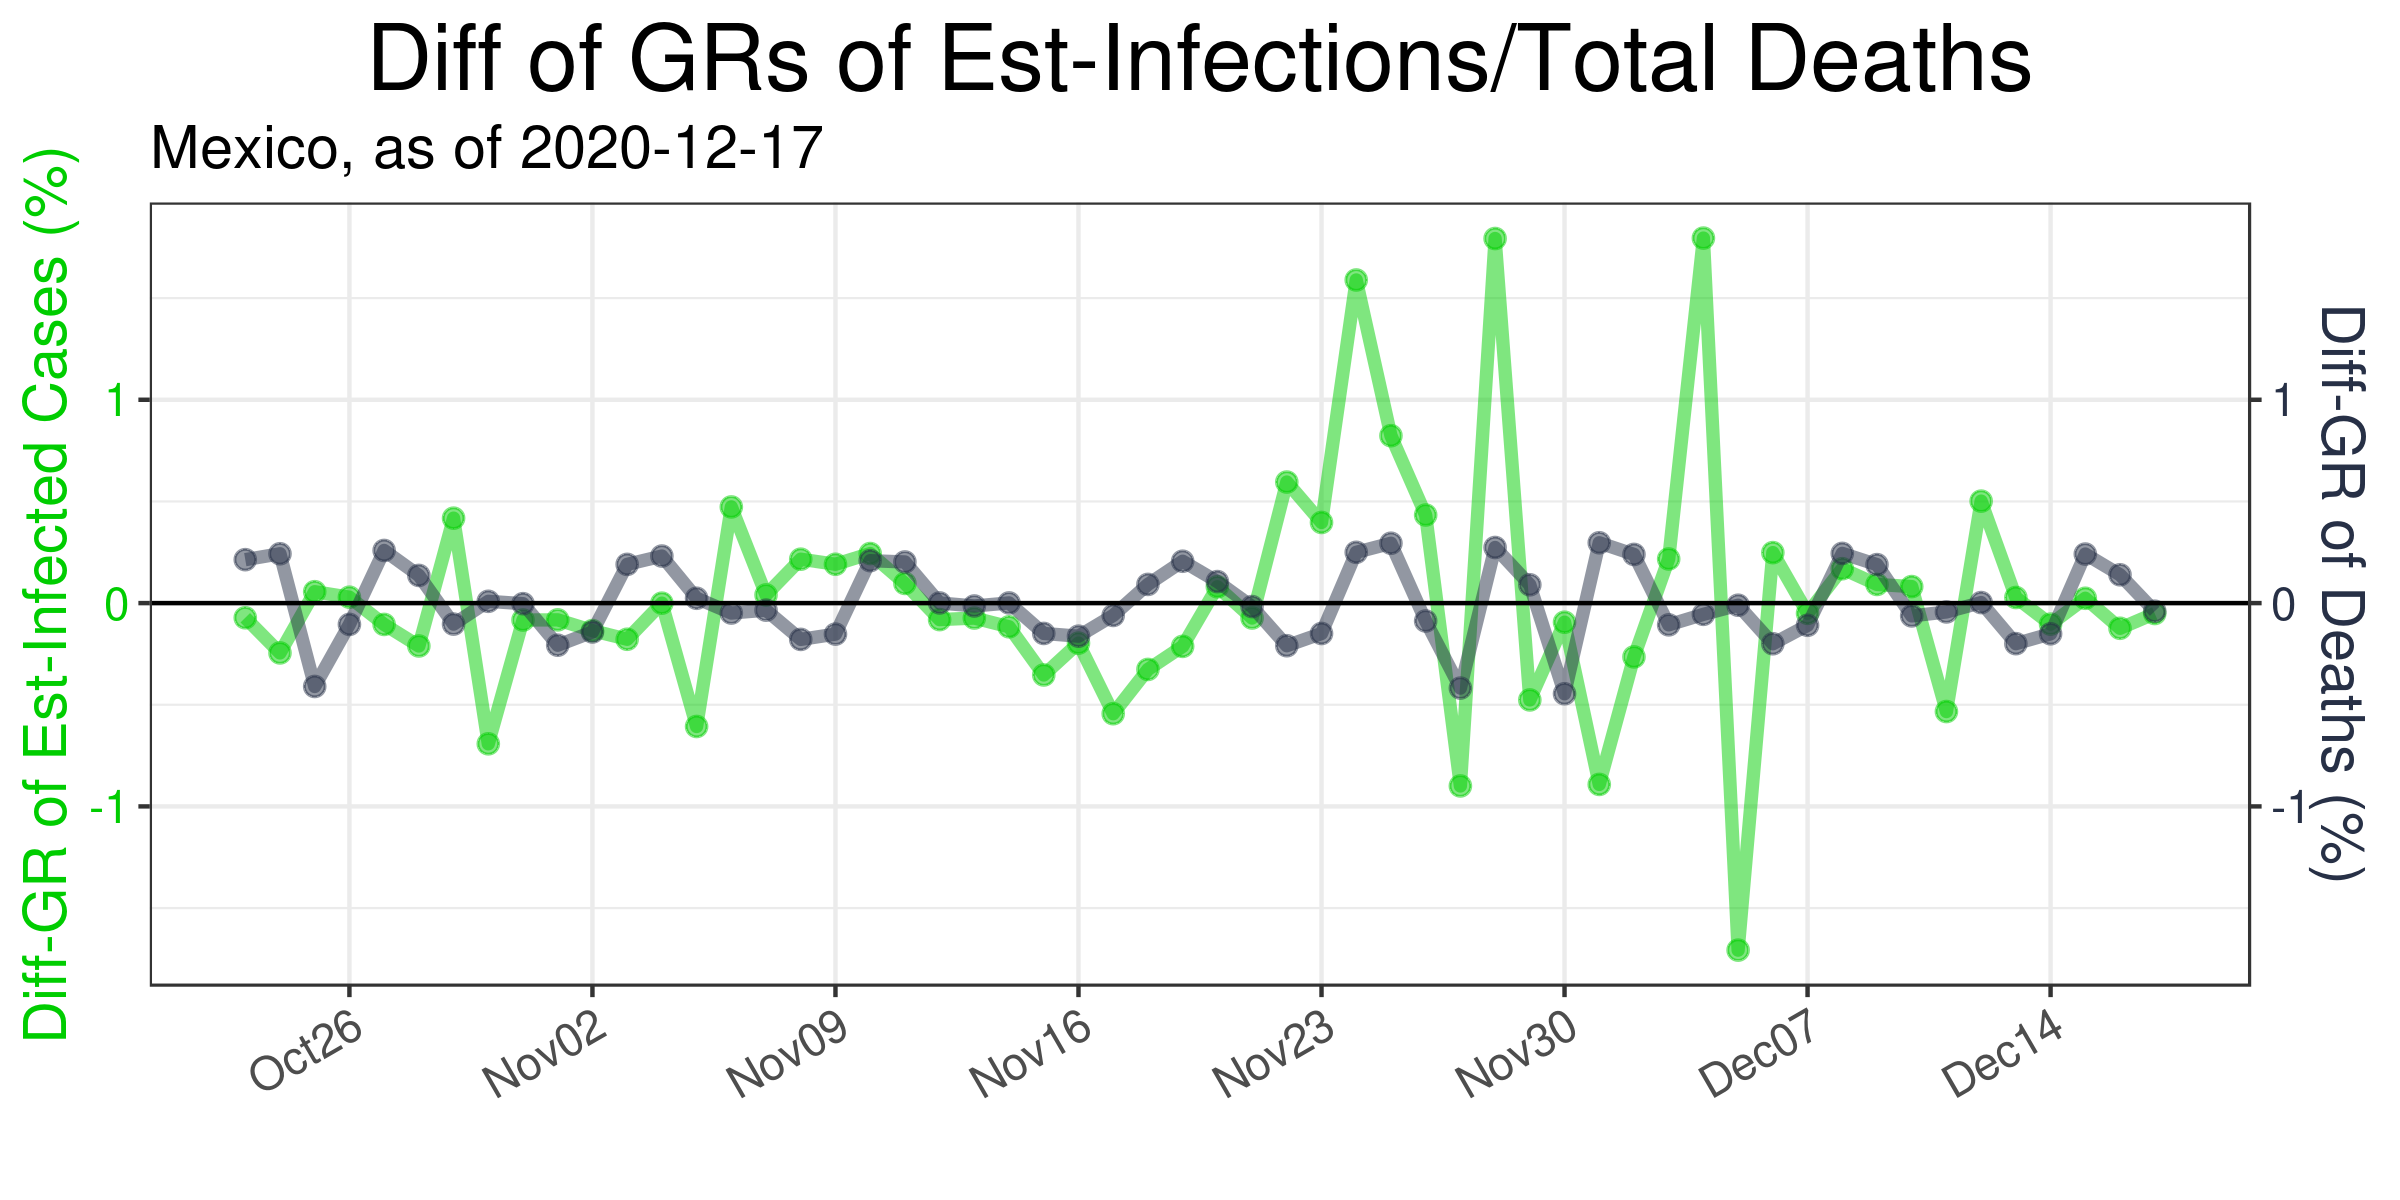 Diff of GRs of Est-Infections/Total Deaths
Mexico, as of 2020-12-17
Diff-GR of Est-Infected Cases (%)
1
0
-1
1
0
-1
Diff-GR of Deaths (%)
Oct26
Nov02
Nov09
Nov16
Nov23
Nov30
Dec07
Dec14